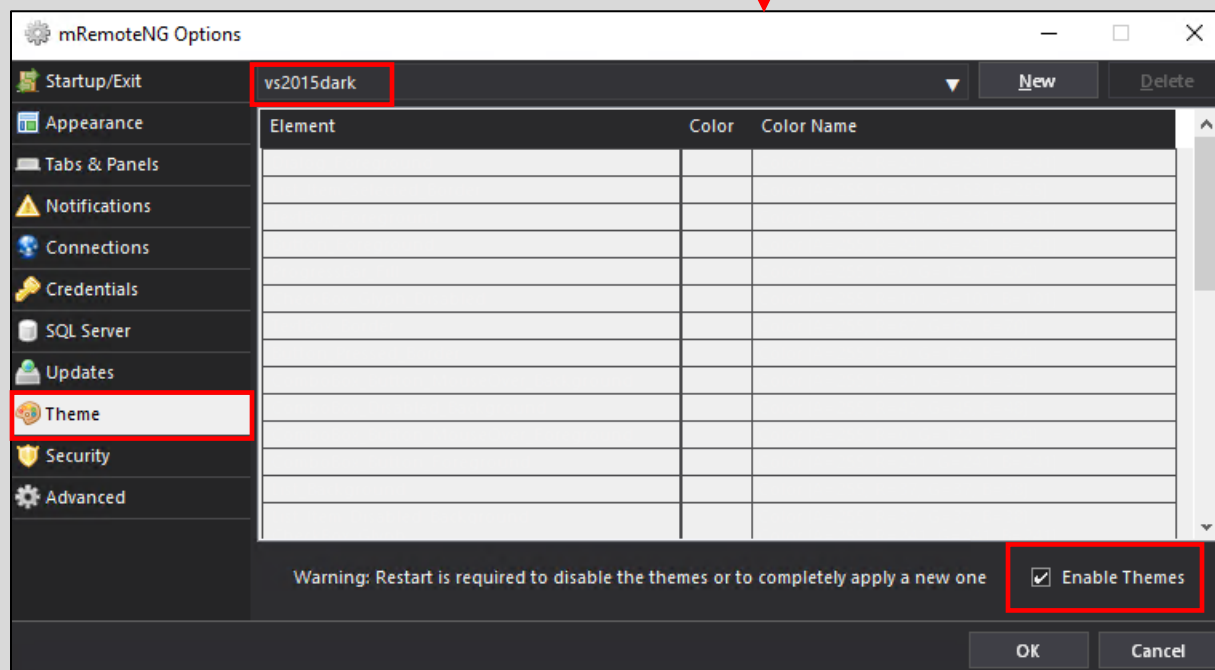 mRemoteNG Options
Startup/Exit
Appearance
Tabs & Panels
Notifications
Connections
Credentials
SQL Server
Updates
Theme
Security
Advanced
vs2015dark
New
Delete
Element Color Color Name
Warning: Restart is required to disable the themes or to completely apply a new one
Enable Themes
OK
Cancel